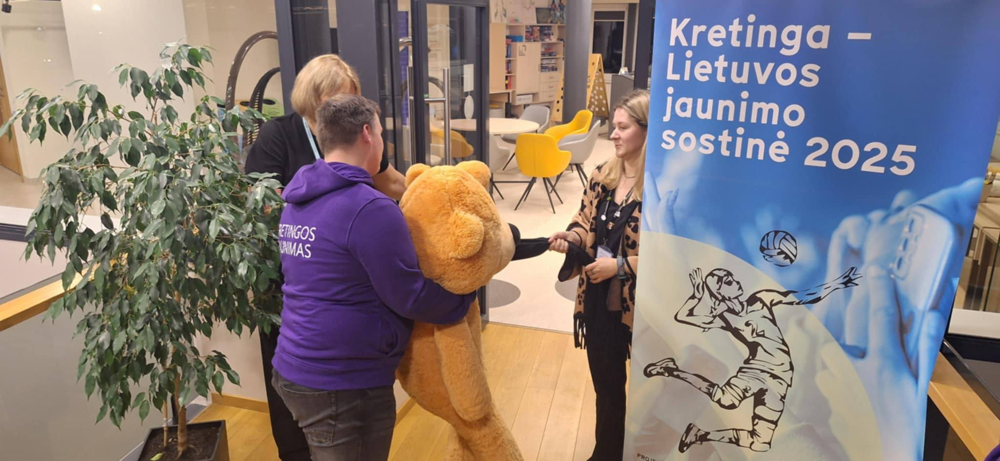 Kretinga –
Lietuvos
jaunimo
sostinė 2025
RETINGOS
UNIMAS